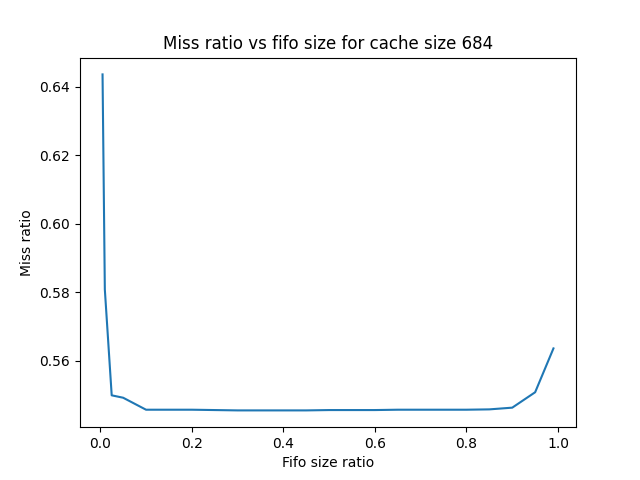 Miss ratio vs fifo size for cache size 684
0.64
0.62
0.60
0.58
0.56
Miss ratio
0.0 0.2 0.4 0.6 0.8 1.0
Fifo size ratio